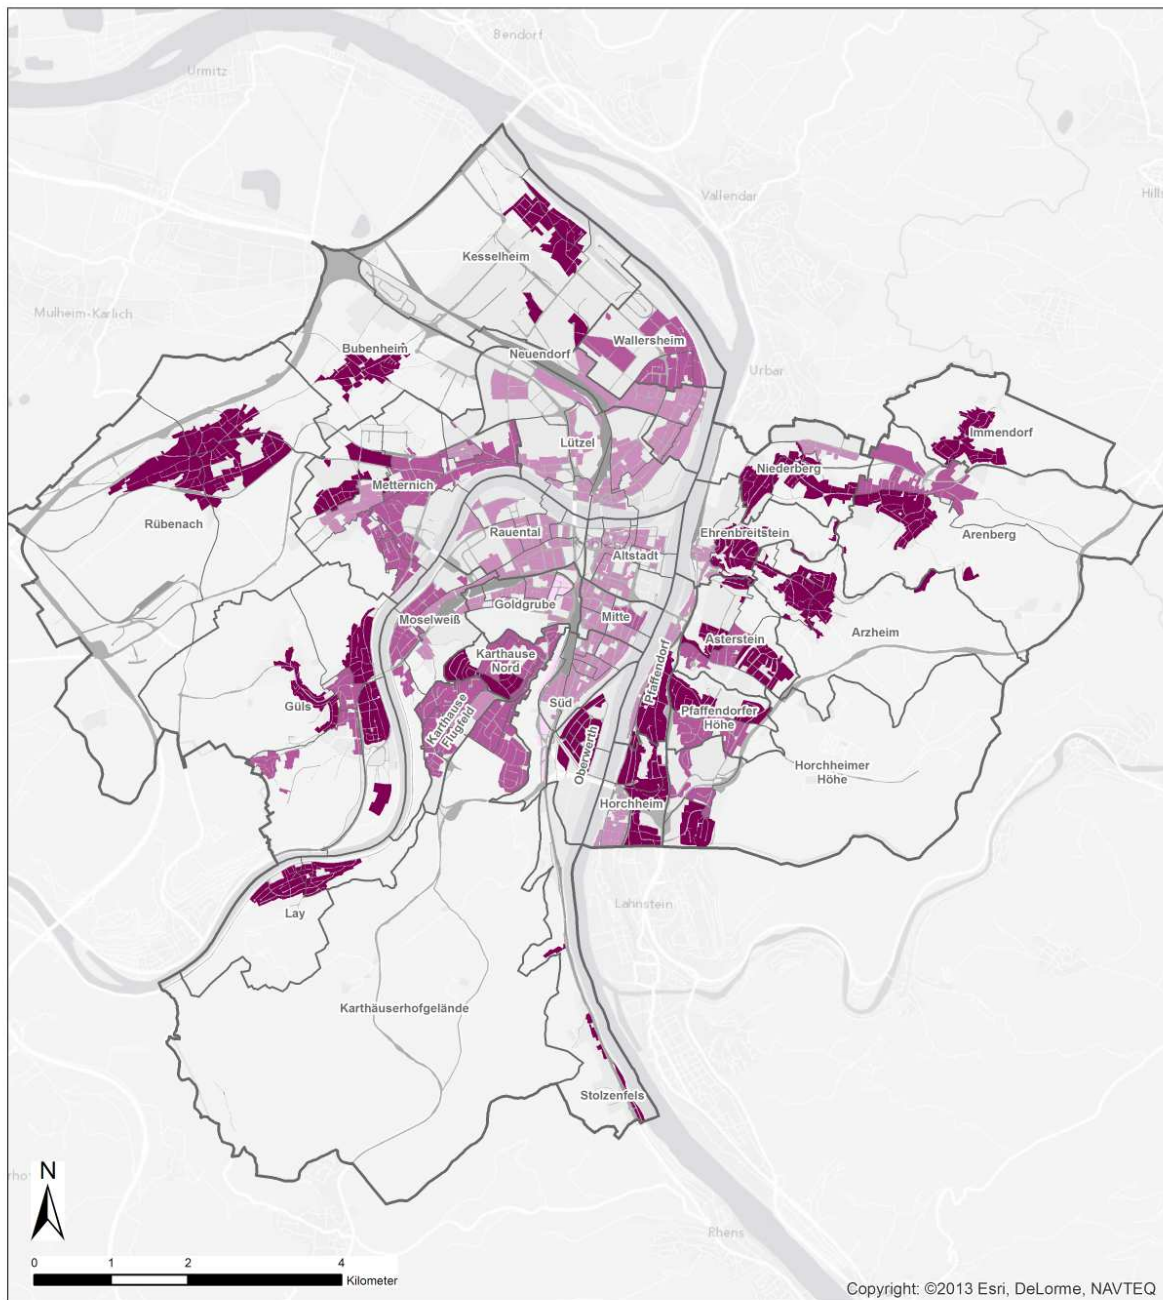 Bendorf
Urmitz
Vallendar
Kesselheim
Mulheim-Karlich
Wallersheim
Bubenheim
Neuendorf
Urbar
Immendorf
Lützel
Niederberg
Metternich
Rübenach
Rauental
Altstadt
Ehrenbreitstein
Arenberg
Goldgrube
Moselweiß
Mitte
Arzheim
Asterstein
Karthause
Nord
Pfaffendorf
Güls
Süd
Karthause
Flugfeld
Pfaffendorfer
Höhe
Oberwerth
Horchheimer
Höhe
Horchheim
Lahnstein
Lay
Karthäuserhofgelände
Stolzenfels
N
Rhens
0 1 2 4
Kilometer
Copyright: ©2013 Esri, DeLorme, NAVTEQ